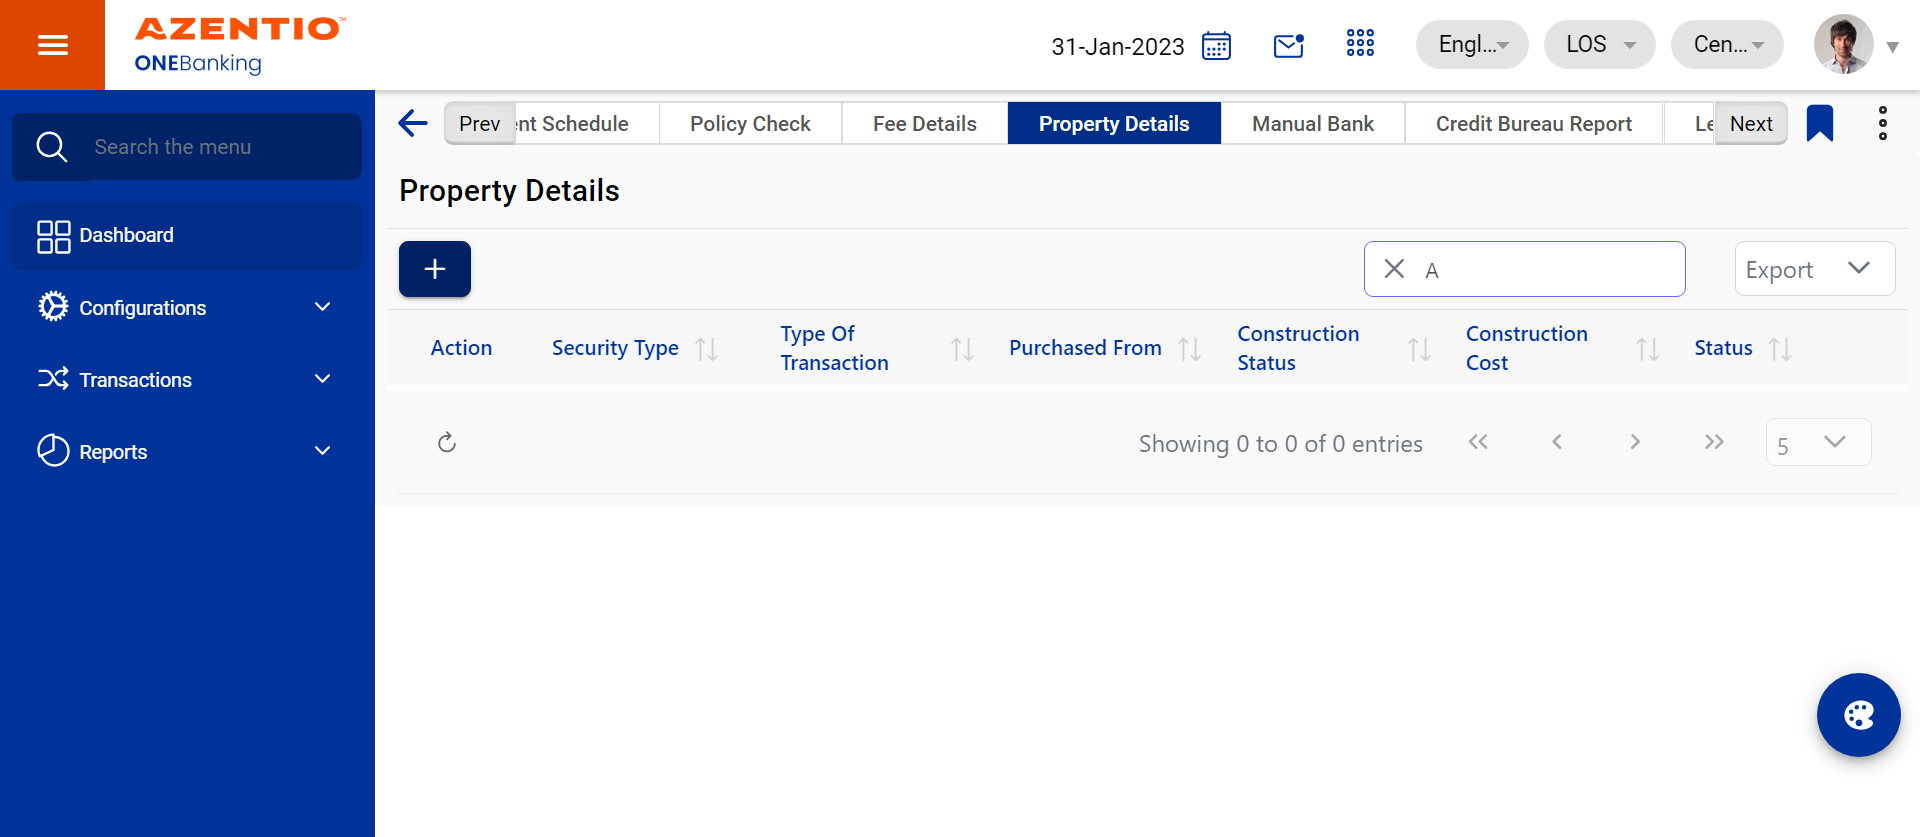 AZENTIO™
ONEBanking
31-Jan-2023
Engl...
LOS
Cen...
Search the menu
Dashboard
Configurations
Transactions
Reports
Prev
nt Schedule
Policy Check
Fee Details
Property Details
Manual Bank
Credit Bureau Report
Le
Next
Property Details
+
A
Export
Action
Security Type
Type Of
Transaction
Purchased From
Construction
Status
Construction
Cost
Status
Showing 0 to 0 of 0 entries
5